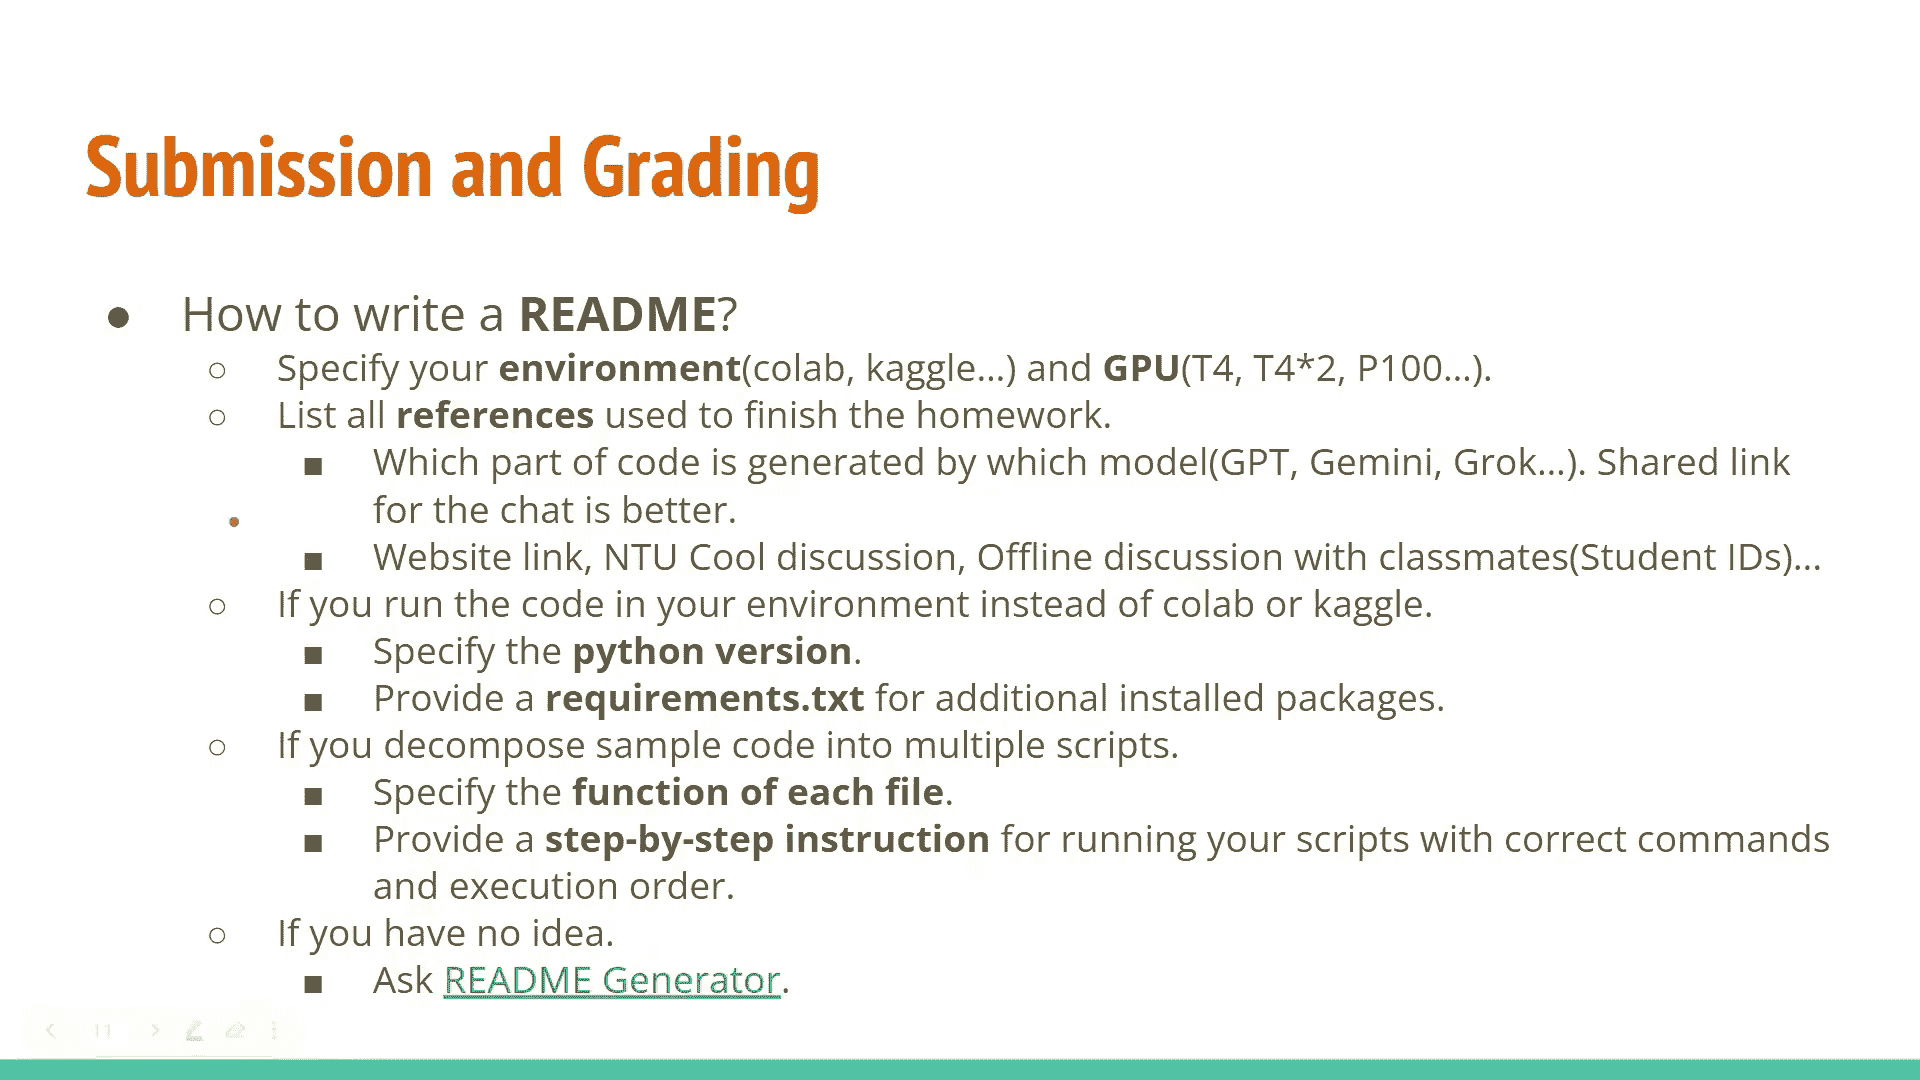 Submission and Grading
● How to write a README?
○ Specify your environment(colab, kaggle...) and GPU(T4, T4*2, P100...).
○ List all references used to finish the homework.
■ Which part of code is generated by which model(GPT, Gemini, Grok...). Shared link
for the chat is better.
■ Website link, NTU Cool discussion, Offline discussion with classmates(Student IDs)...
○ If you run the code in your environment instead of colab or kaggle.
■ Specify the python version.
■ Provide a requirements.txt for additional installed packages.
○ If you decompose sample code into multiple scripts.
■ Specify the function of each file.
■ Provide a step-by-step instruction for running your scripts with correct commands
and execution order.
○ If you have no idea.
■ Ask README Generator.
11